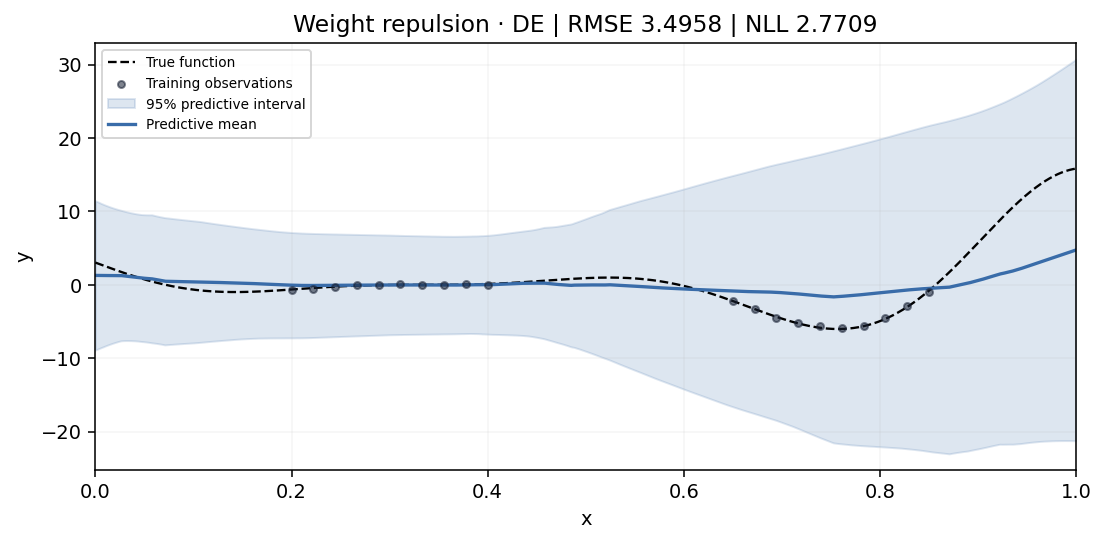 Weight repulsion · DE | RMSE 3.4958 | NLL 2.7709
True function
Training observations
95% predictive interval
Predictive mean
30
20
10
0
−10
−20
y
0.0 0.2 0.4 0.6 0.8 1.0
x